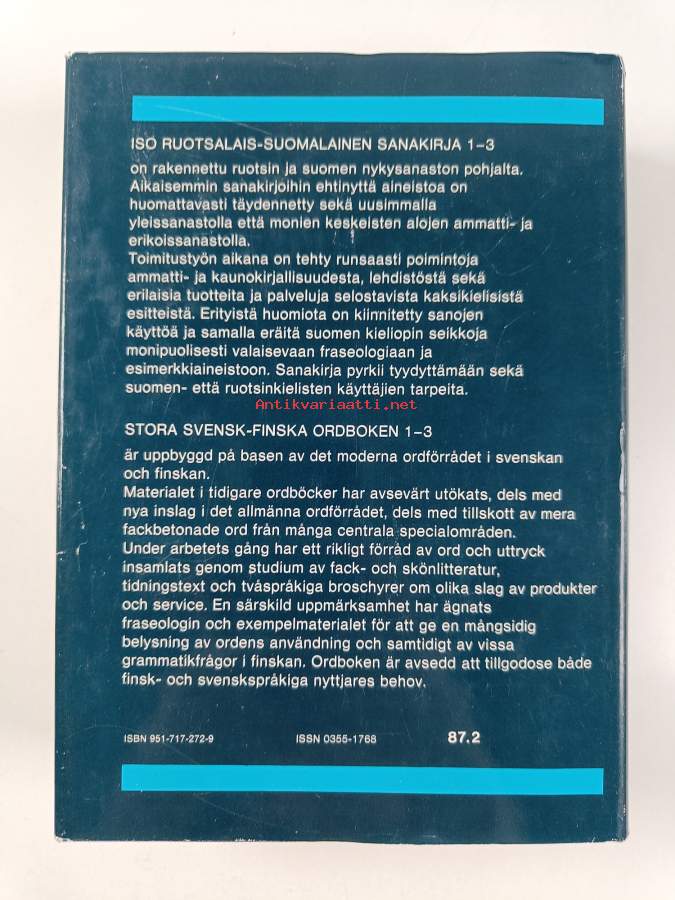 ISO RUOTSALAIS-SUOMALAINEN SANAKIRJA 1–3
on rakennettu ruotsin ja suomen nykysanaston pohjalta.
Aikaisemmin sanakirjoihin ehtinyttä aineistoa on
huomattavasti täydennetty sekä uusimmalla
yleissanastolla että monien keskeisten alojen ammatti- ja
erikoissanastolla.
Toimitustyön aikana on tehty runsaasti poimintoja
ammatti- ja kaunokirjallisuudesta, lehdistöstä sekä
erilaisia tuotteita ja palveluja selostavista kaksikielisistä
esitteistä. Erityistä huomiota on kiinnitetty sanojen
käyttöä ja samalla eräitä suomen kieliopin seikkoja
monipuolisesti valaisevaan fraseologiaan ja
esimerkkiaineistoon. Sanakirja pyrkii tyydyttämään sekä
suomen- että ruotsinkielisten käyttäjien tarpeita.
Antikvariaatti.net
STORA SVENSK-FINSKA ORDBOKEN 1–3
är uppbyggd på basen av det moderna ordförrådet i svenskan
och finskan.
Materialet i tidigare ordböcker har avsevärt utökats, dels med
nya inslag i det allmänna ordförrådet, dels med tillskott av mera
fackbetonade ord från många centrala specialområden.
Under arbetets gång har ett rikligt förråd av ord och uttryck
insamlats genom studium av fack- och skönlitteratur,
tidningstext och tvåspråkiga broschyrer om olika slag av produkter
och service. En särskild uppmärksamhet har ägnats
fraseologin och exempelmaterialet för att ge en mångsidig
belysning av ordens användning och samtidigt av vissa
grammatikfrågor i finskan. Ordboken är avsedd att tillgodose både
finsk- och svenskspråkiga nyttjares behov.
ISBN 951-717-272-9 ISSN 0355-1768 87.2